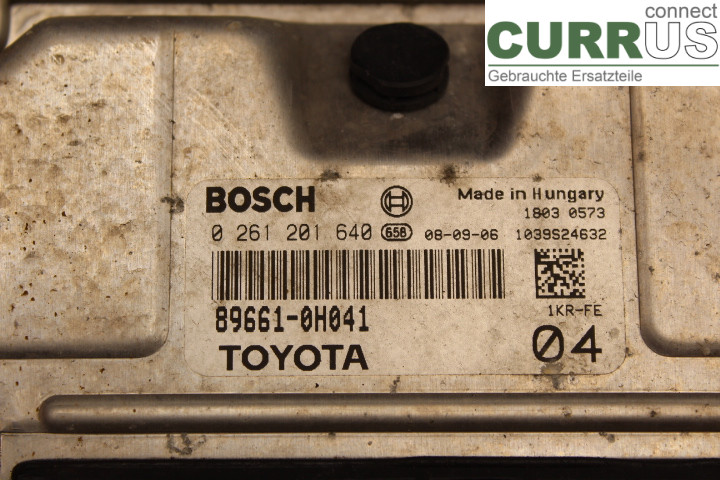 connect
CURRUS
Gebrauchte Ersatzteile
BOSCH
Made in Hungary
1803 0573
0 261 201 640 658 08-09-06 1039S24632
89661-0H041
1KR-FE
TOYOTA
04